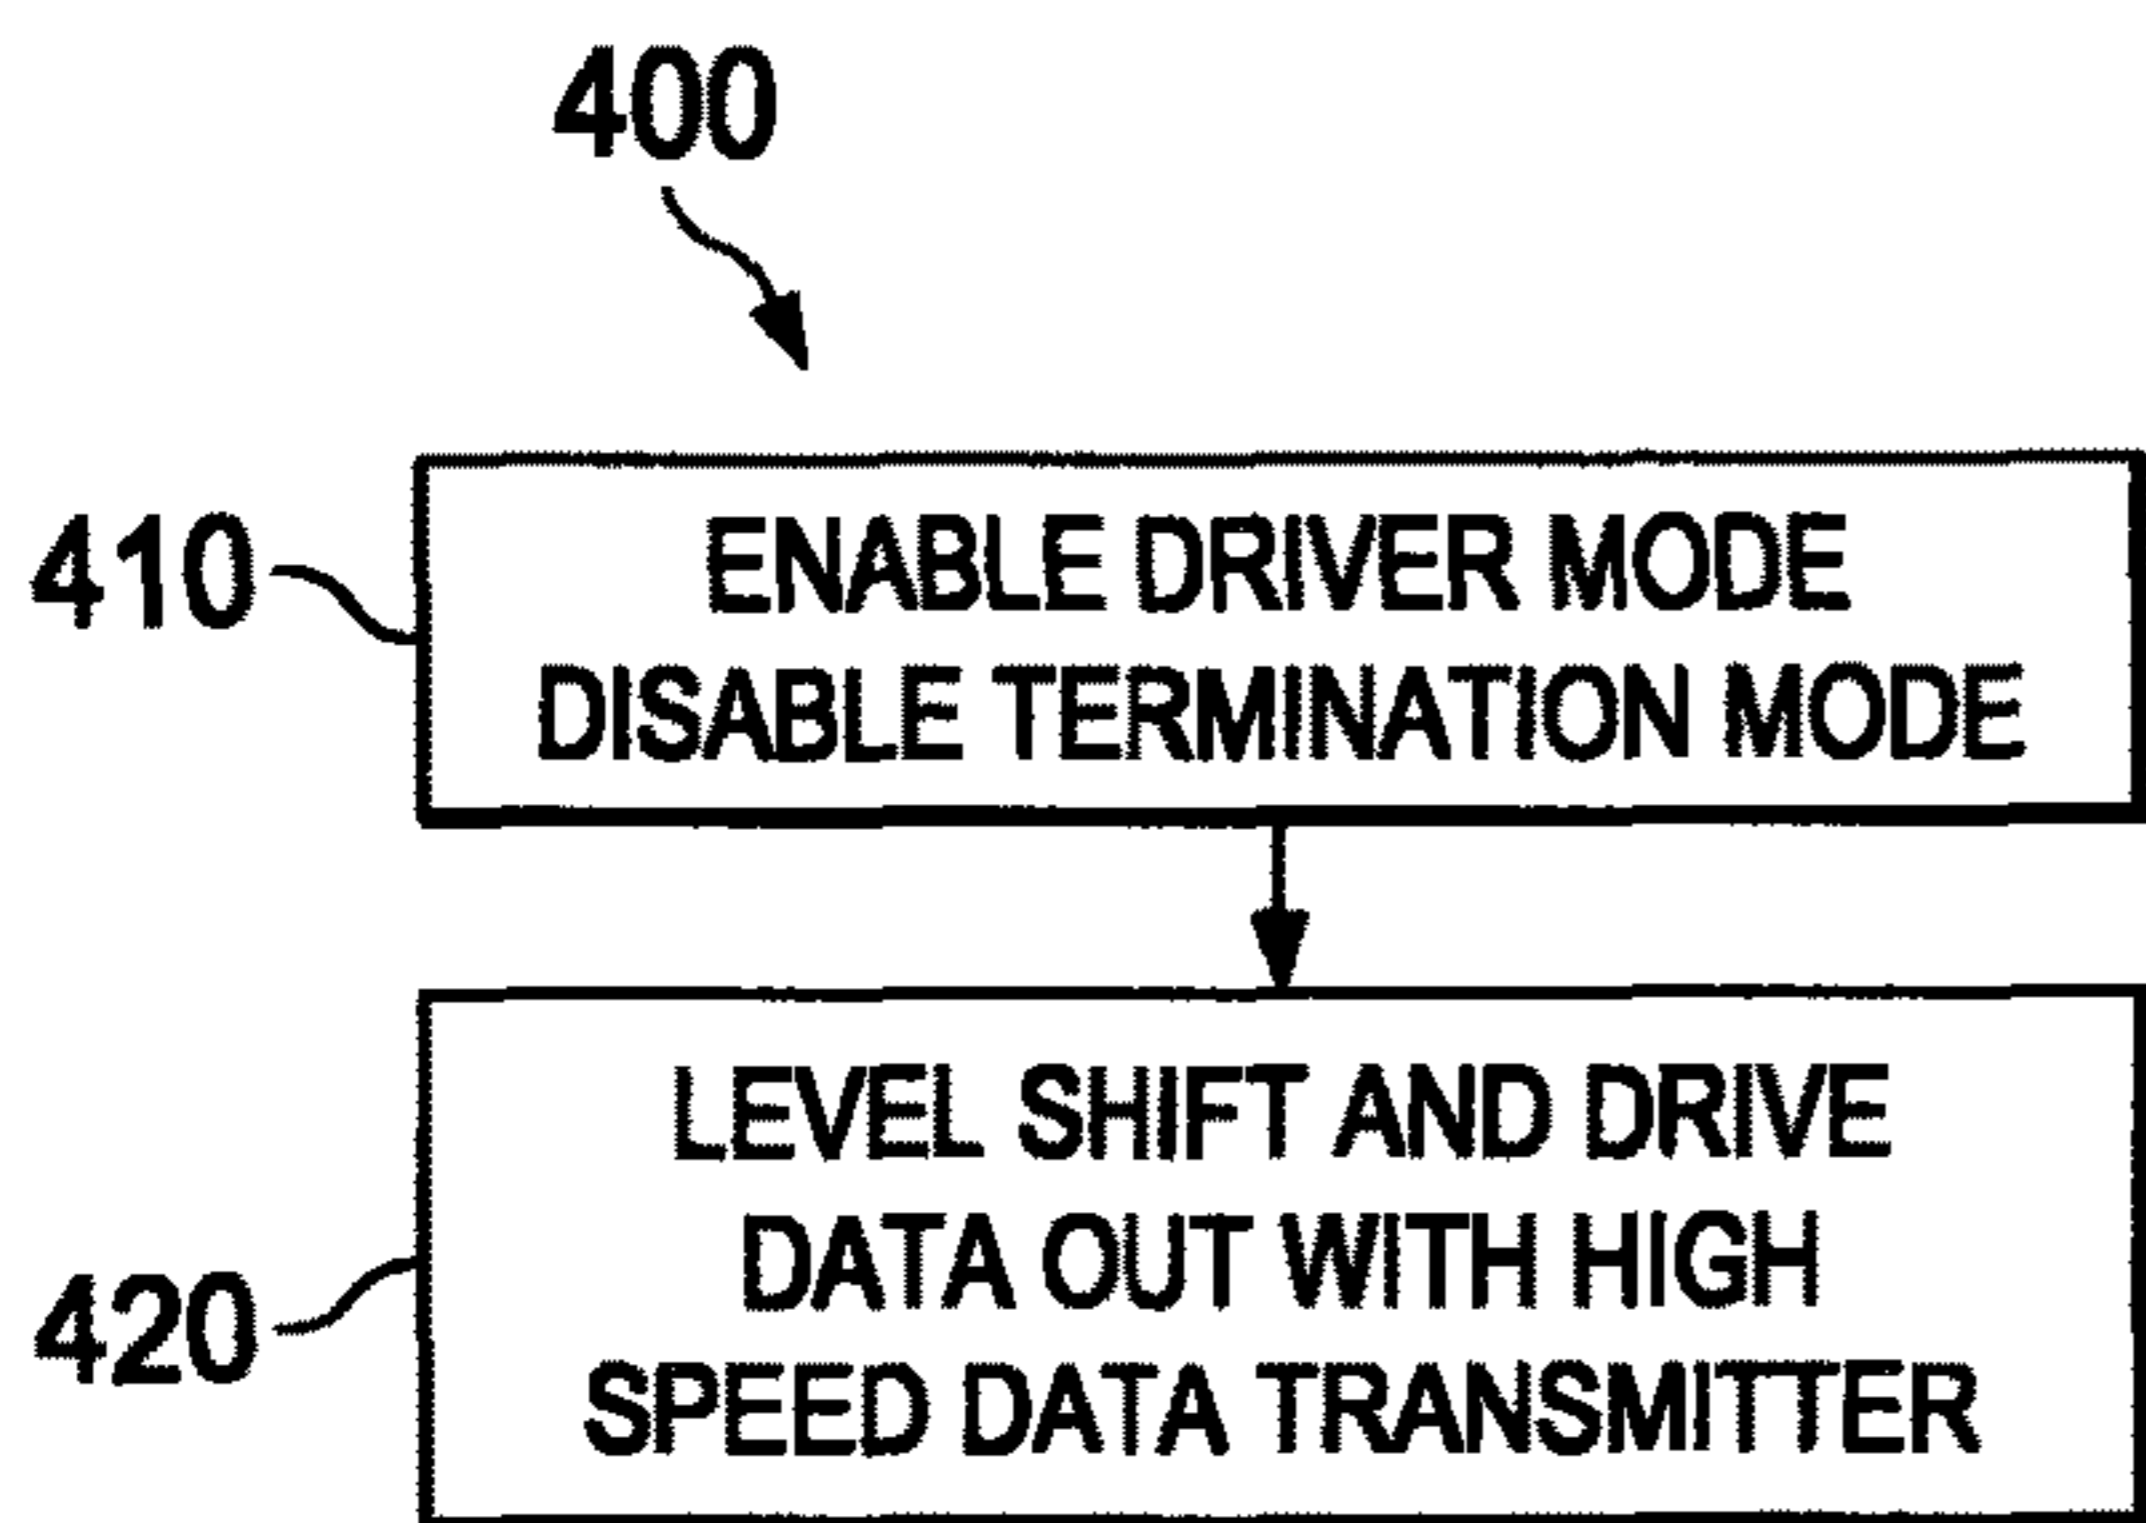 400
410
ENABLE DRIVER MODE
DISABLE TERMINATION MODE
420
LEVEL SHIFT AND DRIVE
DATA OUT WITH HIGH
SPEED DATA TRANSMITTER